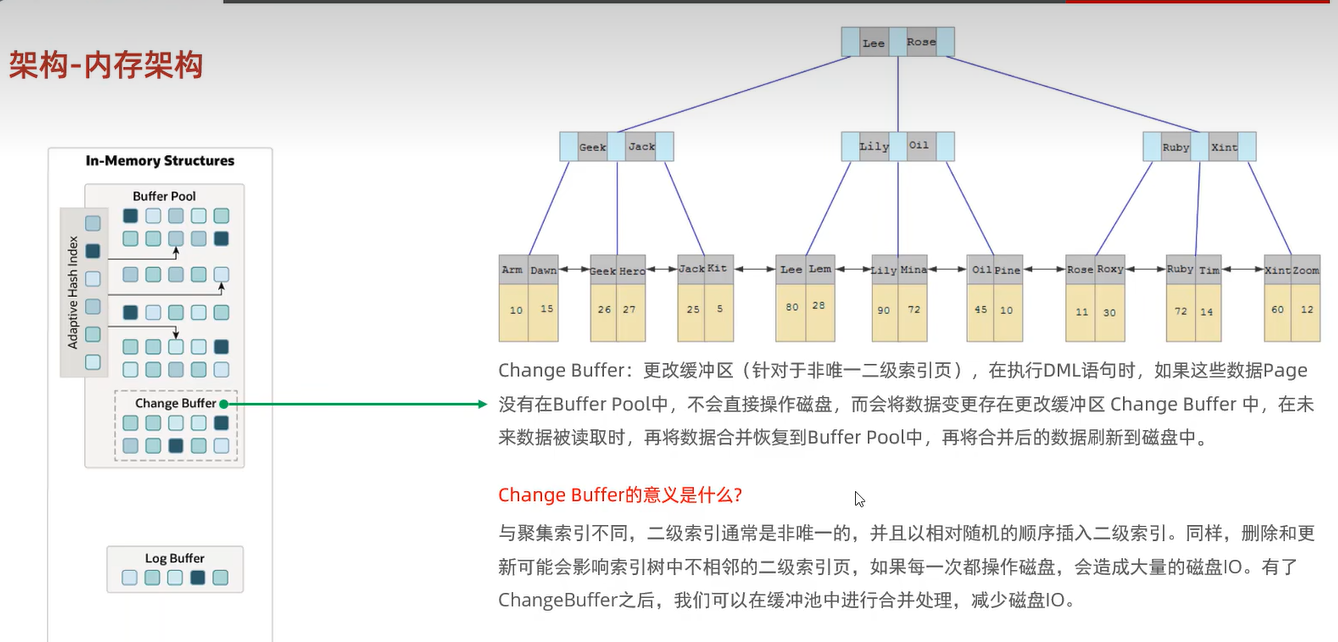 架构-内存架构
In-Memory Structures
Buffer Pool
Adaptive Hash Index
Change Buffer
Log Buffer
Lee Rose
Geek Jack
Lily Oil
Ruby Xint
Arm Dawn Geek Hero Jack Kit Lee Lem Lily Mina Oil Pine Rose Roxy Ruby Tim Xint Zoom
10 15 26 27 25 5 80 28 90 72 45 10 11 30 72 14 60 12
Change Buffer：更改缓冲区（针对于非唯一二级索引页），在执行DML语句时，如果这些数据Page
没有在Buffer Pool中，不会直接操作磁盘，而会将数据变更存在更改缓冲区 Change Buffer 中，在未
来数据被读取时，再将数据合并恢复到Buffer Pool中，再将合并后的数据刷新到磁盘中。
Change Buffer的意义是什么?
与聚集索引不同，二级索引通常是非唯一的，并且以相对随机的顺序插入二级索引。同样，删除和更
新可能会影响索引树中不相邻的二级索引页，如果每一次都操作磁盘，会造成大量的磁盘IO。有了
ChangeBuffer之后，我们可以在缓冲池中进行合并处理，减少磁盘IO。